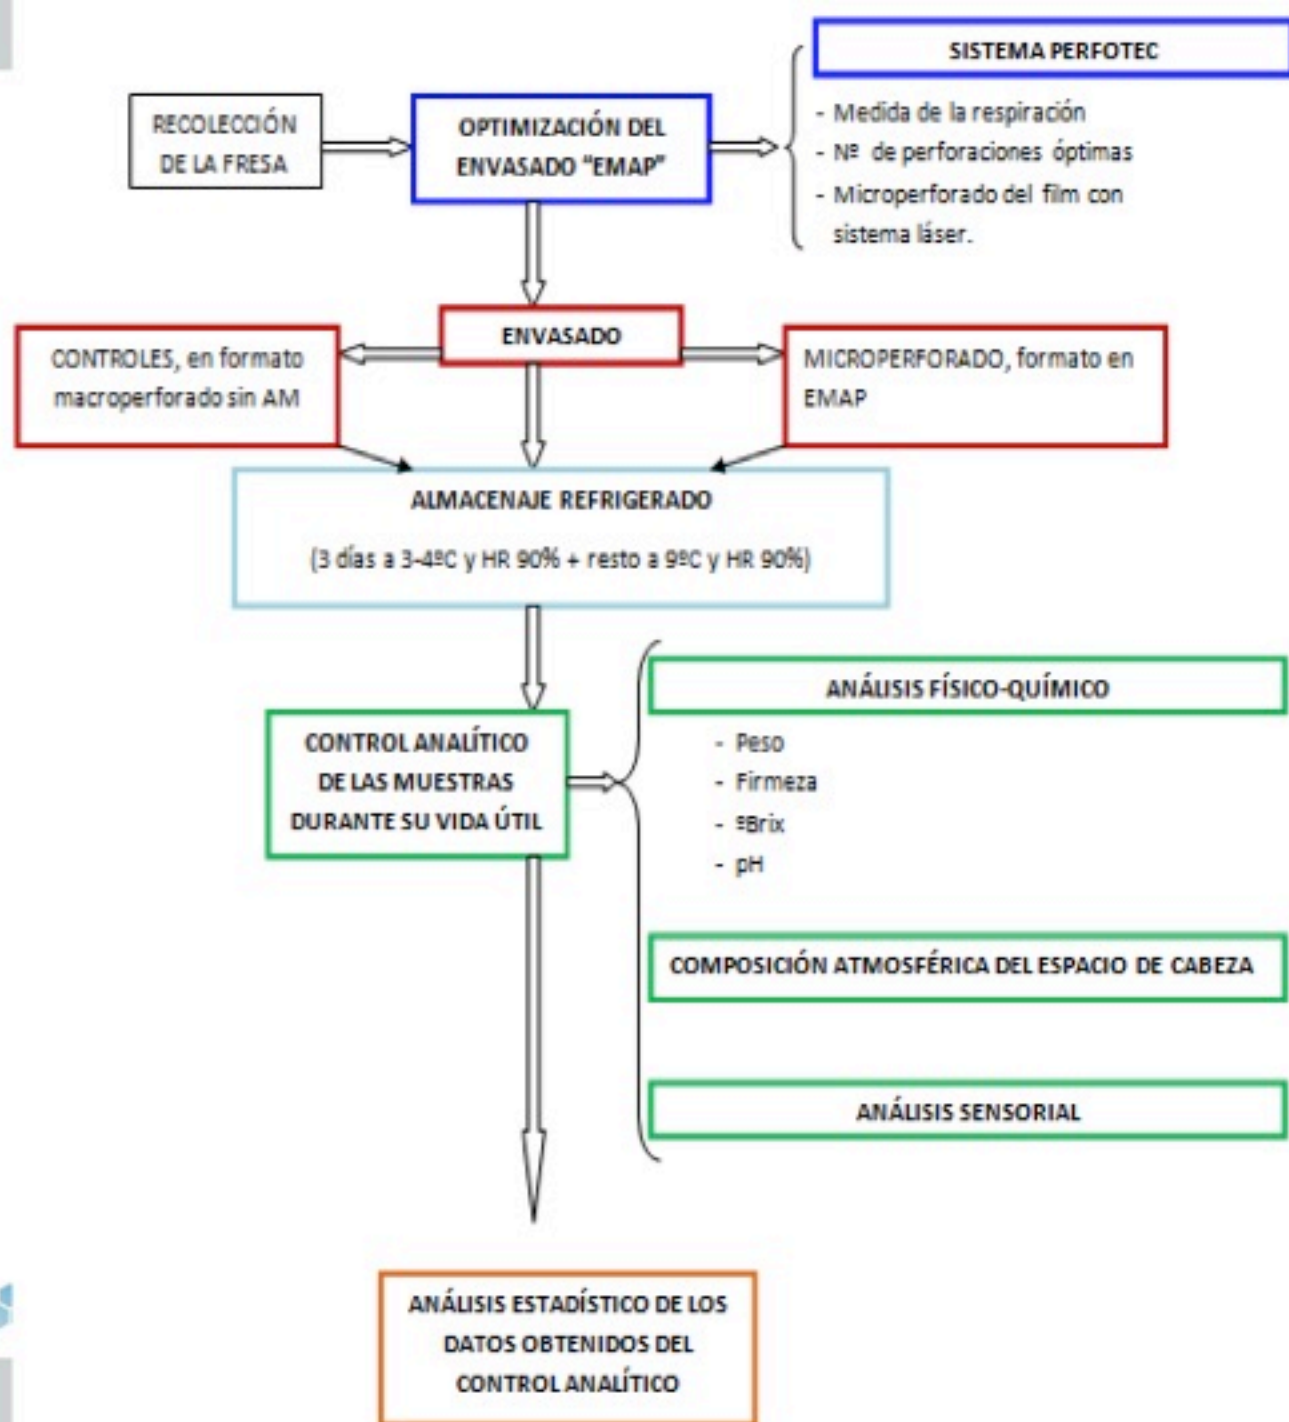 SISTEMA PERFOTEC
RECOLECCIÓN
DE LA FRESA
OPTIMIZACIÓN DEL
ENVASADO "EMAP"
- Medida de la respiración
- Nº de perforaciones óptimas
- Microperforado del film con
sistema láser.
ENVASADO
CONTROLES, en formato
macroperforado sin AM
MICROPERFORADO, formato en
EMAP
ALMACENAJE REFRIGERADO
(3 días a 3-4ºC y HR 90% + resto a 9ºC y HR 90%)
CONTROL ANALÍTICO
DE LAS MUESTRAS
DURANTE SU VIDA ÚTIL
ANÁLISIS FÍSICO-QUÍMICO
- Peso
- Firmeza
- ºBrix
- pH
COMPOSICIÓN ATMOSFÉRICA DEL ESPACIO DE CABEZA
ANÁLISIS SENSORIAL
ANÁLISIS ESTADÍSTICO DE LOS
DATOS OBTENIDOS DEL
CONTROL ANALÍTICO